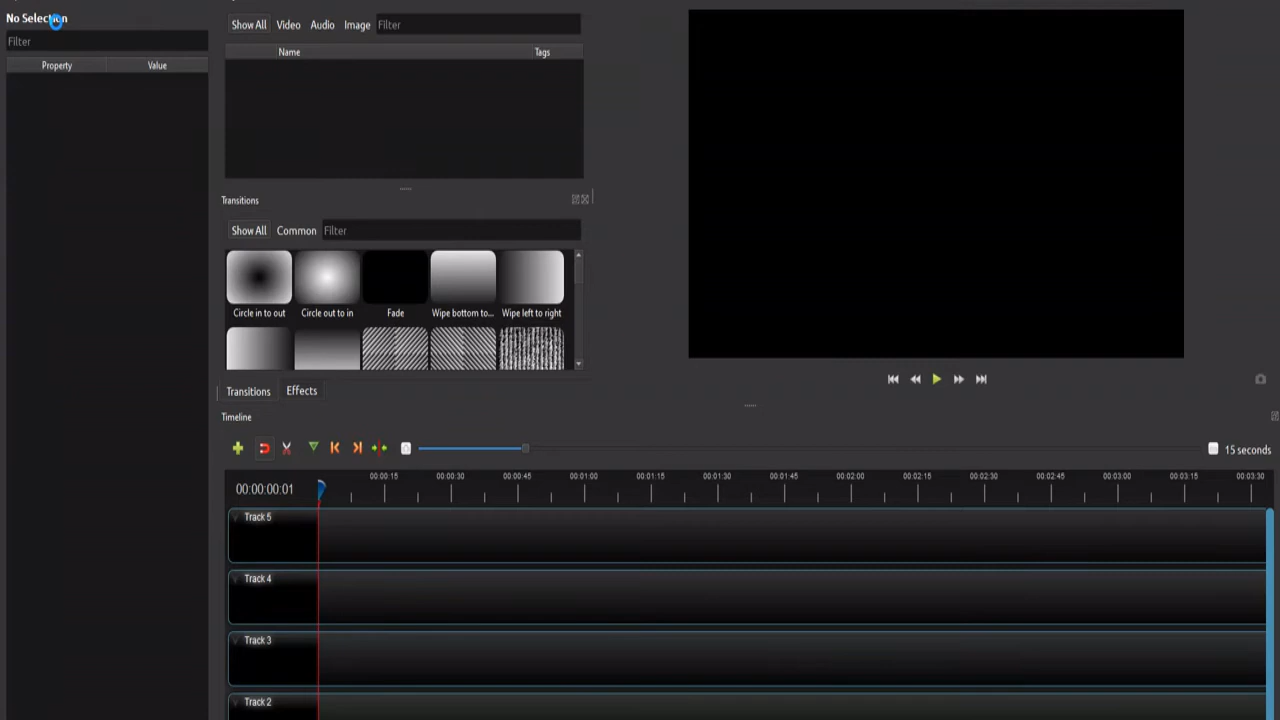 No Selection
Filter
Property Value
Show All Video Audio Image Filter
Name Tags
Transitions
Show All Common Filter
Circle in to out Circle out to in Fade Wipe bottom to... Wipe left to right
Transitions Effects
Timeline
15 seconds
00:00:00:01 00:00:15 00:00:30 00:00:45 00:01:00 00:01:15 00:01:30 00:01:45 00:02:00 00:02:15 00:02:30 00:02:45 00:03:00 00:03:15 00:03:30
Track 5
Track 4
Track 3
Track 2